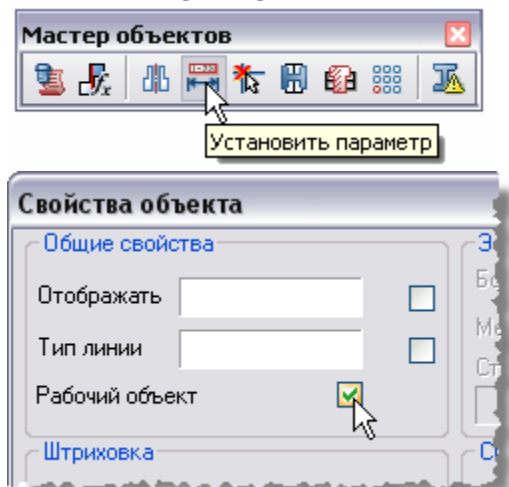 Мастер объектов
Установить параметр
Свойства объекта
Общие свойства
Отображать
Тип линии
Рабочий объект
Штриховка